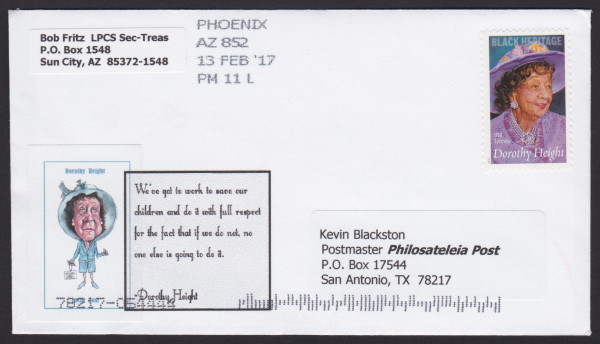 Bob Fritz LPCS Sec-Treas
P.O. Box 1548
Sun City, AZ 85372-1548
PHOENIX
AZ 852
13 FEB '17
PM 11 L
BLACK HERITAGE
USA
FOREVER
Dorothy Height
Dorothy Height
We've got to work to save our
children and do it with full respect
for the fact that if we do not, no
one else is going to do it.
-Dorothy Height
Kevin Blackston
Postmaster Philosateleia Post
P.O. Box 17544
San Antonio, TX 78217